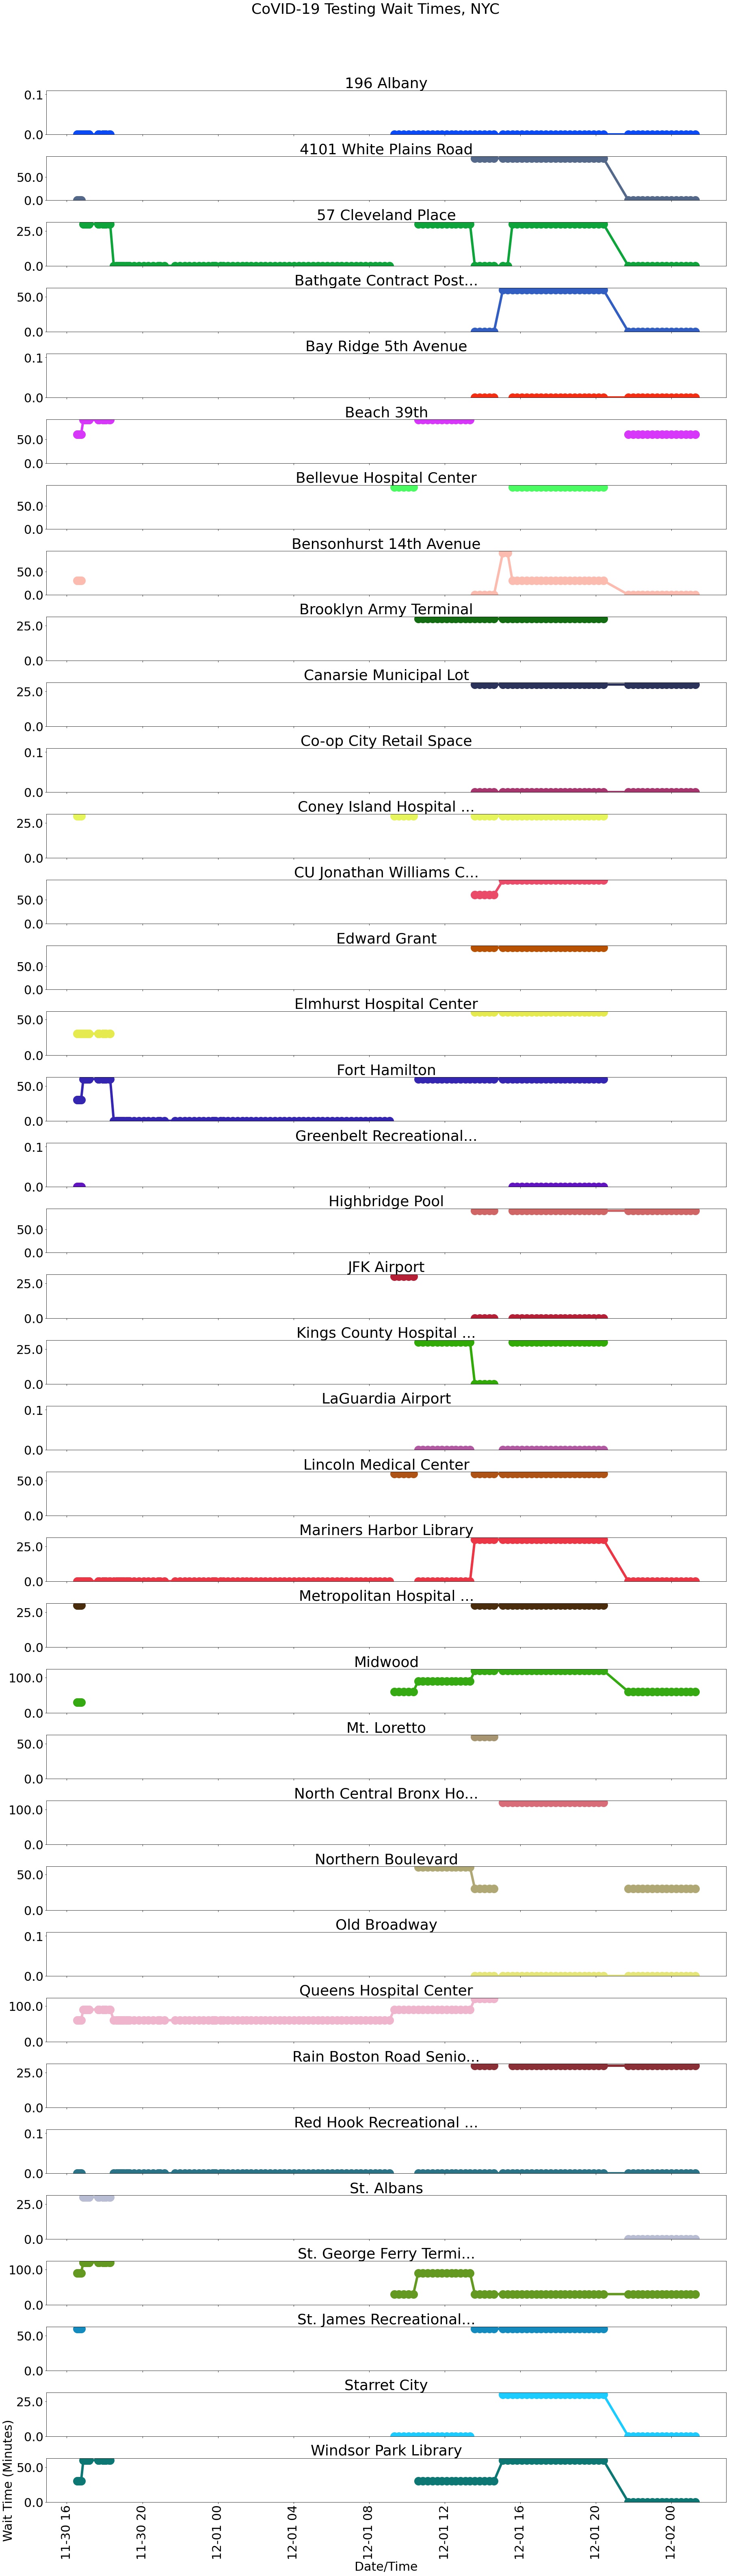 CoVID-19 Testing Wait Times, NYC
196 Albany
0.1
0.0
4101 White Plains Road
50.0
0.0
57 Cleveland Place
25.0
0.0
Bathgate Contract Post...
50.0
0.0
Bay Ridge 5th Avenue
0.1
0.0
Beach 39th
50.0
0.0
Bellevue Hospital Center
50.0
0.0
Bensonhurst 14th Avenue
50.0
0.0
Brooklyn Army Terminal
25.0
0.0
Canarsie Municipal Lot
25.0
0.0
Co-op City Retail Space
0.1
0.0
Coney Island Hospital ...
25.0
0.0
CU Jonathan Williams C...
50.0
0.0
Edward Grant
50.0
0.0
Elmhurst Hospital Center
50.0
0.0
Fort Hamilton
50.0
0.0
Greenbelt Recreational...
0.1
0.0
Highbridge Pool
50.0
0.0
JFK Airport
25.0
0.0
Kings County Hospital ...
25.0
0.0
LaGuardia Airport
0.1
0.0
Lincoln Medical Center
50.0
0.0
Mariners Harbor Library
25.0
0.0
Metropolitan Hospital ...
25.0
0.0
Midwood
100.0
0.0
Mt. Loretto
50.0
0.0
North Central Bronx Ho...
100.0
0.0
Northern Boulevard
50.0
0.0
Old Broadway
0.1
0.0
Queens Hospital Center
100.0
0.0
Rain Boston Road Senio...
25.0
0.0
Red Hook Recreational ...
0.1
0.0
St. Albans
25.0
0.0
St. George Ferry Termi...
100.0
0.0
St. James Recreational...
50.0
0.0
Starret City
25.0
0.0
Windsor Park Library
50.0
0.0
Wait Time (Minutes)
11-30 16
11-30 20
12-01 00
12-01 04
12-01 08
12-01 12
12-01 16
12-01 20
12-02 00
Date/Time